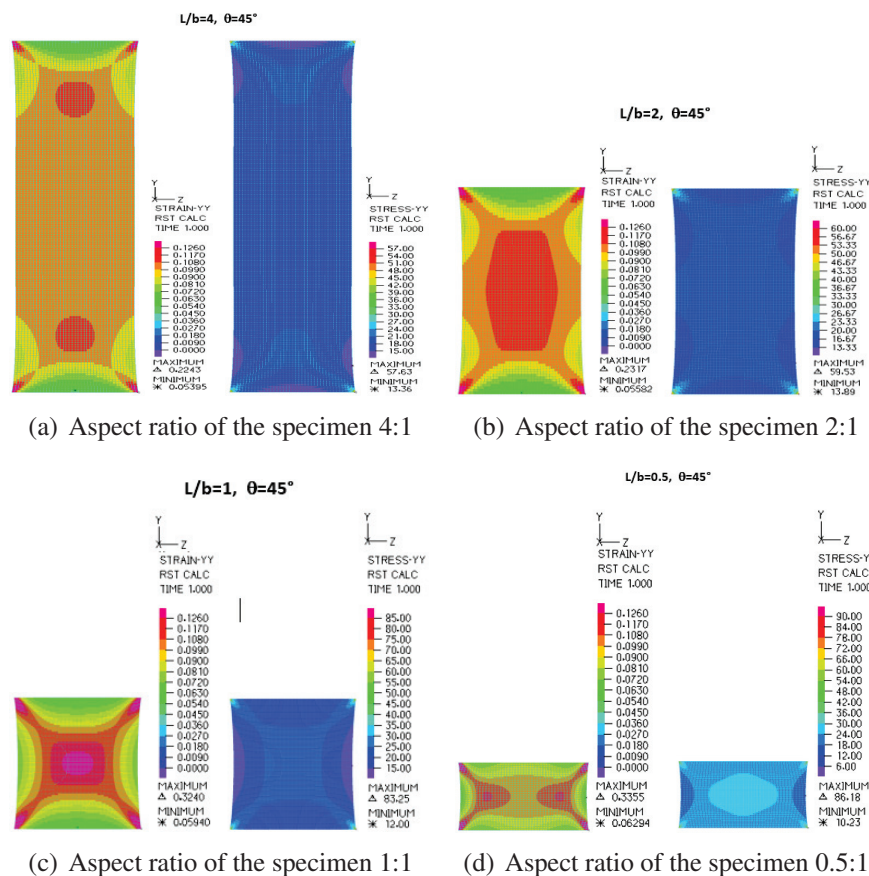 L/b=4, θ=45°
Y
Z
STRAIN-YY
RST CALC
TIME 1.000
0.1260
0.1170
0.1080
0.0990
0.0900
0.0810
0.0720
0.0630
0.0540
0.0450
0.0360
0.0270
0.0180
0.0090
0.0000
MAXIMUM
0.2243
MINIMUM
0.05395
Y
Z
STRESS-YY
RST CALC
TIME 1.000
57.00
54.00
51.00
48.00
45.00
42.00
39.00
36.00
33.00
30.00
27.00
24.00
21.00
18.00
15.00
MAXIMUM
57.63
MINIMUM
13.36
(a) Aspect ratio of the specimen 4:1
L/b=2, θ=45°
Y
X Z
STRAIN-YY
RST CALC
TIME 1.000
0.1260
0.1170
0.1080
0.0990
0.0900
0.0810
0.0720
0.0630
0.0540
0.0450
0.0360
0.0270
0.0180
0.0090
0.0000
MAXIMUM
0.2317
MINIMUM
0.05582
Y
X Z
STRESS-YY
RST CALC
TIME 1.000
60.00
56.67
53.33
50.00
46.67
43.33
40.00
36.67
33.33
30.00
26.67
23.33
20.00
16.67
13.33
MAXIMUM
59.53
MINIMUM
13.89
(b) Aspect ratio of the specimen 2:1
L/b=1, θ=45°
Y
X Z
STRAIN-YY
RST CALC
TIME 1.000
0.1260
0.1170
0.1080
0.0990
0.0900
0.0810
0.0720
0.0630
0.0540
0.0450
0.0360
0.0270
0.0180
0.0090
0.0000
MAXIMUM
0.3240
MINIMUM
0.05940
Y
X Z
STRESS-YY
RST CALC
TIME 1.000
85.00
80.00
75.00
70.00
65.00
60.00
55.00
50.00
45.00
40.00
35.00
30.00
25.00
20.00
15.00
MAXIMUM
83.25
MINIMUM
12.00
(c) Aspect ratio of the specimen 1:1
L/b=0.5, θ=45°
Y
X Z
STRAIN-YY
RST CALC
TIME 1.000
0.1260
0.1170
0.1080
0.0990
0.0900
0.0810
0.0720
0.0630
0.0540
0.0450
0.0360
0.0270
0.0180
0.0090
0.0000
MAXIMUM
0.3355
MINIMUM
0.06294
Y
X Z
STRESS-Y
RST CALC
TIME 1.000
90.00
84.00
78.00
72.00
66.00
60.00
54.00
48.00
42.00
36.00
30.00
24.00
18.00
12.00
6.00
MAXIMUM
86.18
MINIMUM
10.23
(d) Aspect ratio of the specimen 0.5:1